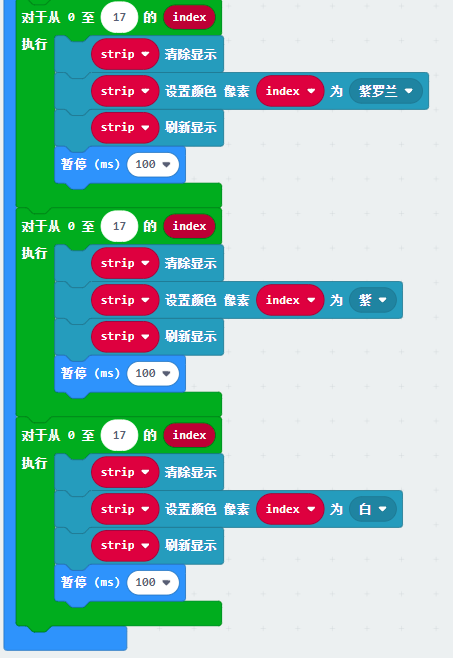 对于从 0 至 17 的 index
执行
strip 清除显示
strip 设置颜色 像素 index 为 紫罗兰
strip 刷新显示
暂停 (ms) 100
对于从 0 至 17 的 index
执行
strip 清除显示
strip 设置颜色 像素 index 为 紫
strip 刷新显示
暂停 (ms) 100
对于从 0 至 17 的 index
执行
strip 清除显示
strip 设置颜色 像素 index 为 白
strip 刷新显示
暂停 (ms) 100